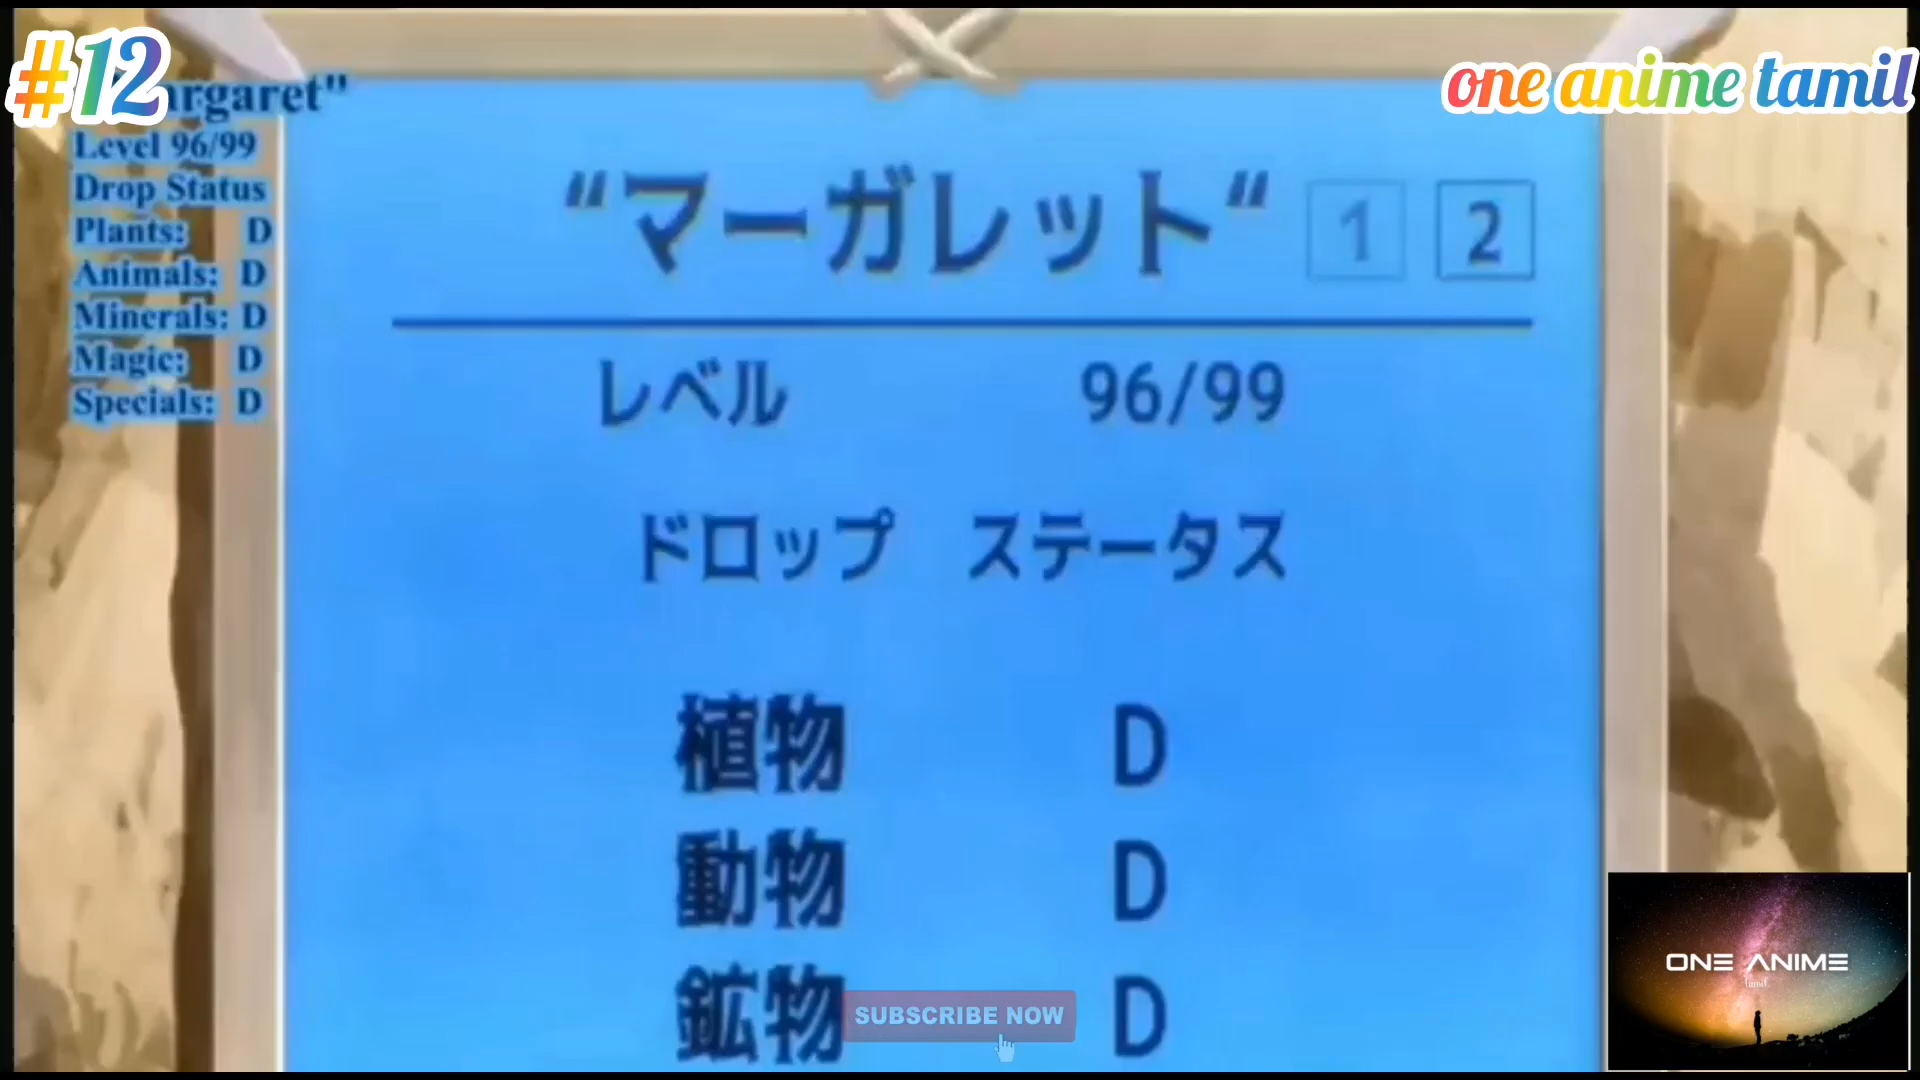 #12
one anime tamil
argaret"
Level 96/99
Drop Status
Plants: D
Animals: D
Minerals: D
Magic: D
Specials: D
“マーガレット“ 1 2
レベル 96/99
ドロップ ステータス
植物 D
動物 D
鉱物 D
SUBSCRIBE NOW
ONE ANIME
tamil